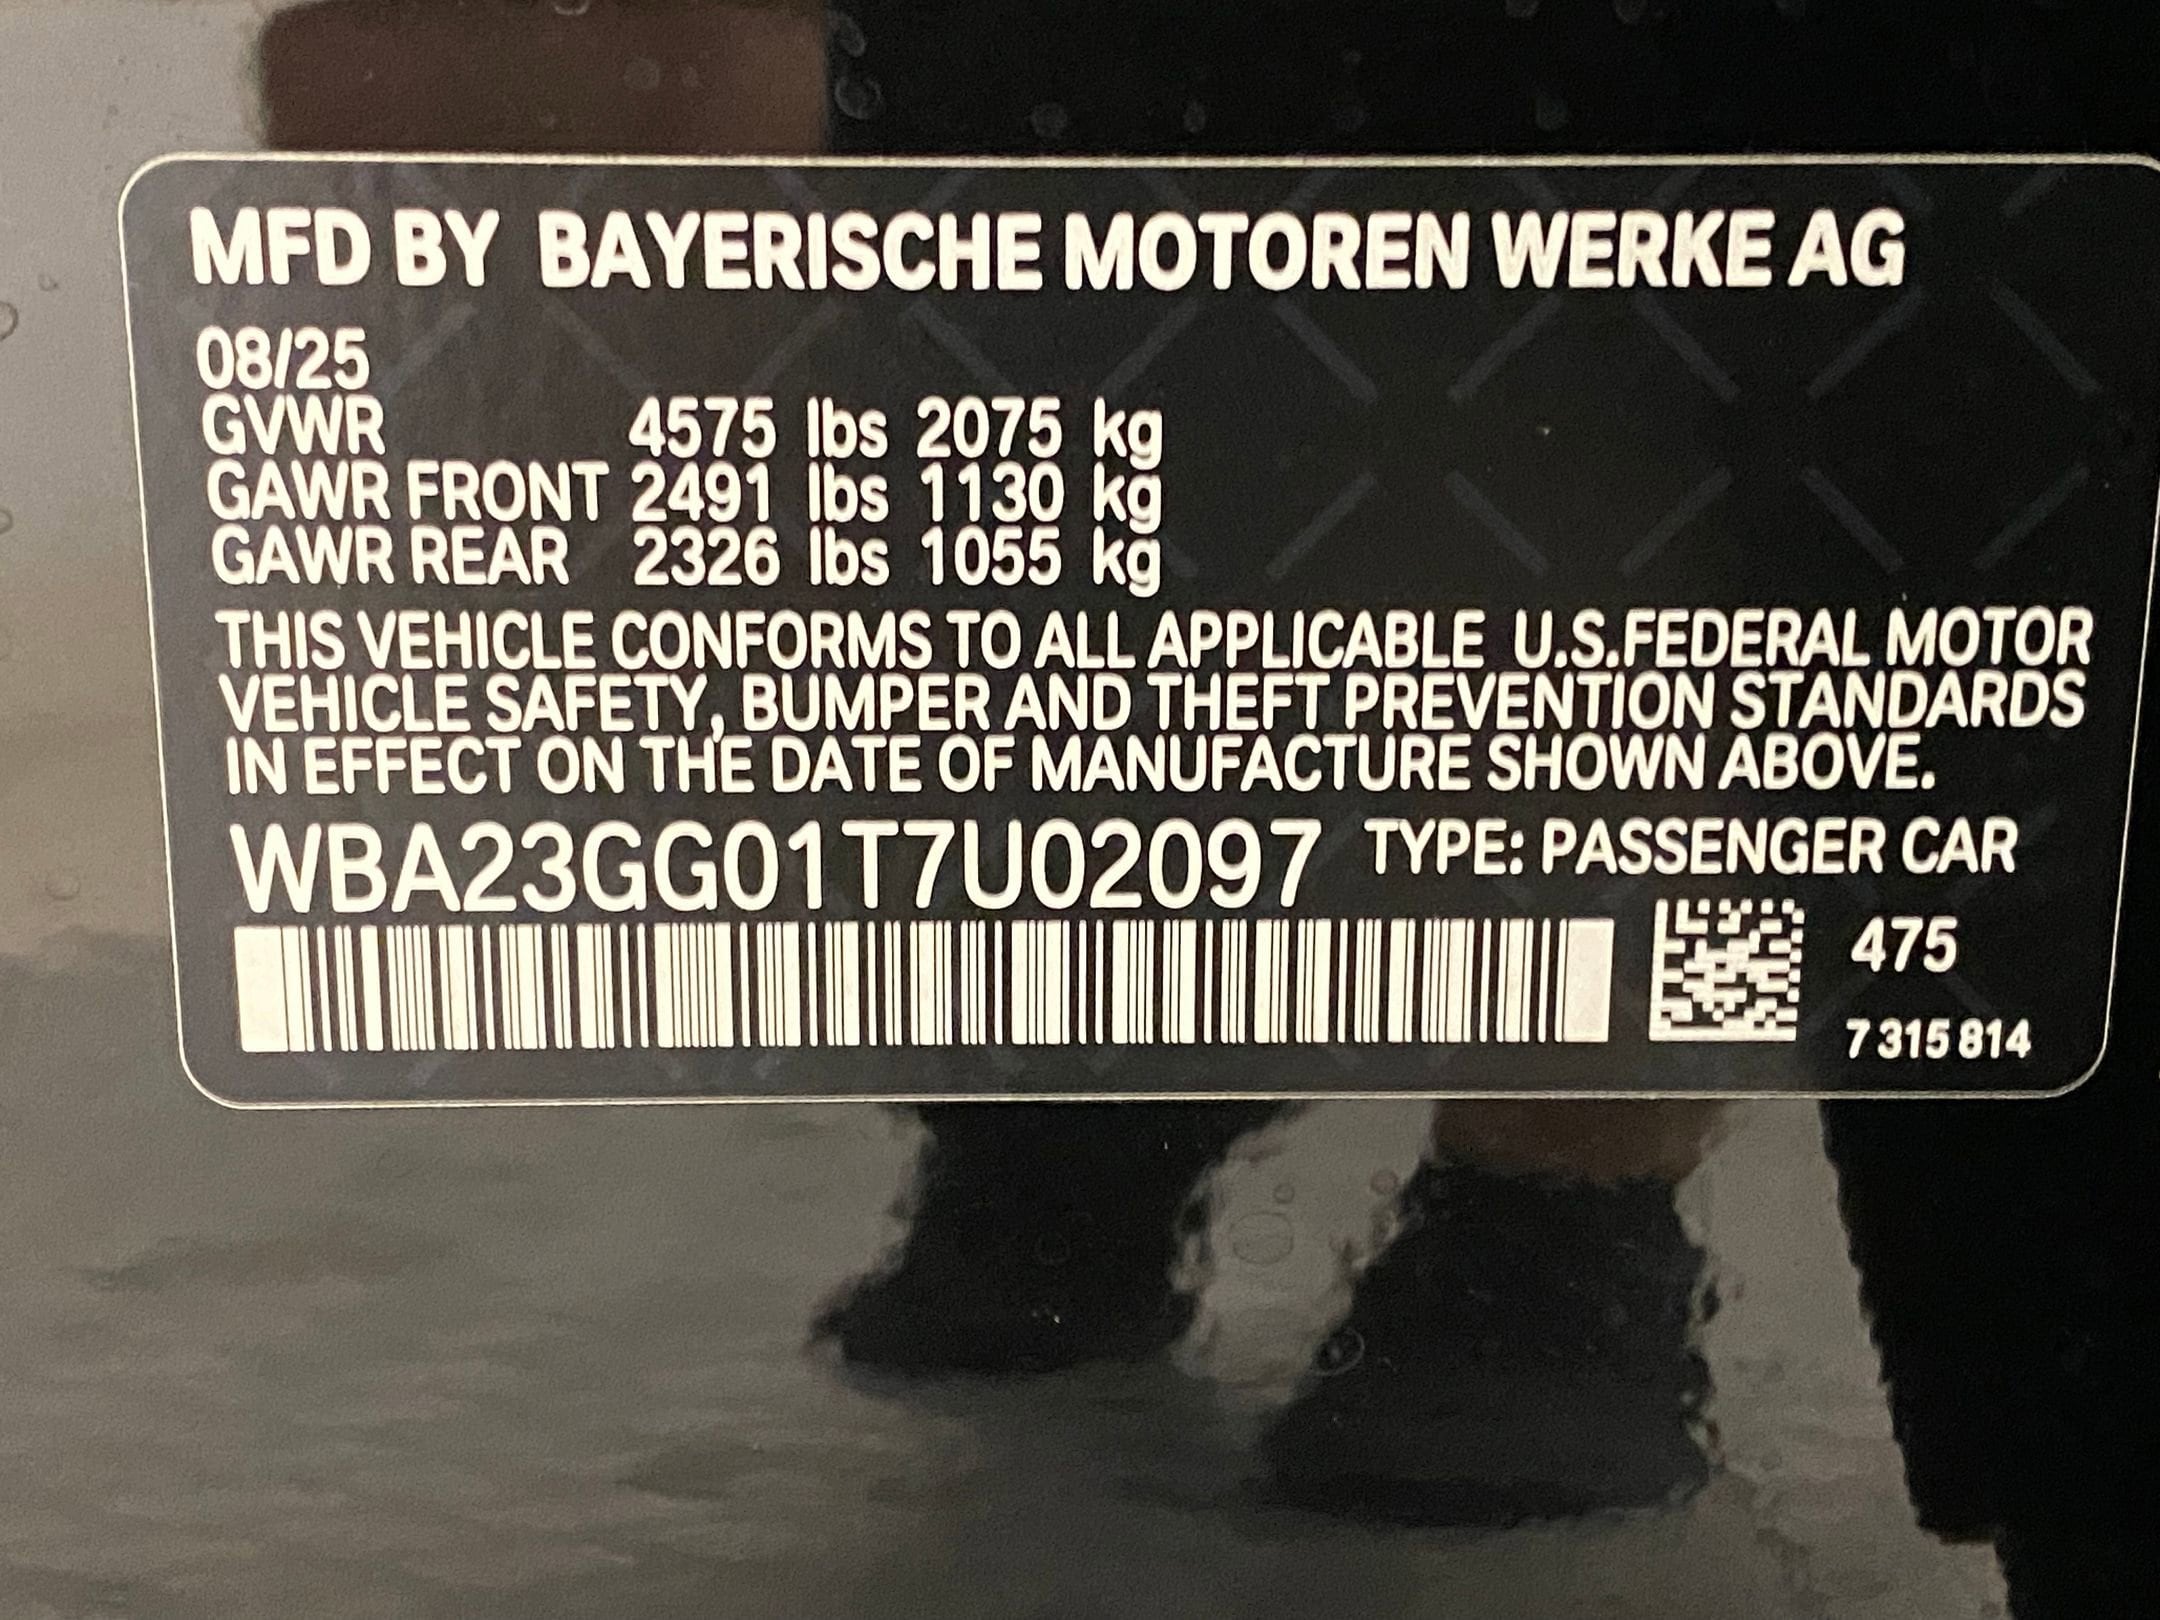 MFD BY BAYERISCHE MOTOREN WERKE AG
08/25
GVWR 4575 lbs 2075 kg
GAWR FRONT 2491 lbs 1130 kg
GAWR REAR 2326 lbs 1055 kg
THIS VEHICLE CONFORMS TO ALL APPLICABLE U.S.FEDERAL MOTOR
VEHICLE SAFETY, BUMPER AND THEFT PREVENTION STANDARDS
IN EFFECT ON THE DATE OF MANUFACTURE SHOWN ABOVE.
WBA23GG01T7U02097 TYPE: PASSENGER CAR
475
7 315 814